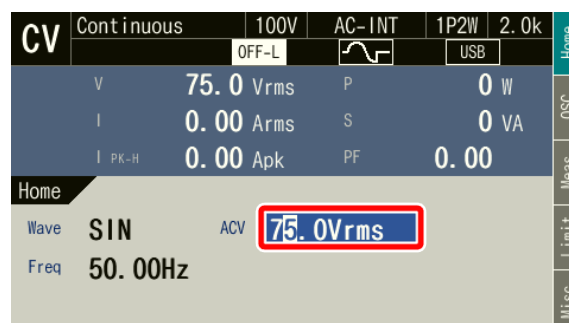 CV Continuous 100V AC-INT 1P2W 2.0k
OFF-L USB
V 75.0 Vrms P 0 W
I 0.00 Arms S 0 VA
I PK-H 0.00 Apk PF 0.00
Home
Wave SIN ACV 75.0Vrms
Freq 50.00Hz
Home
OSC
Meas
Limit
Misc